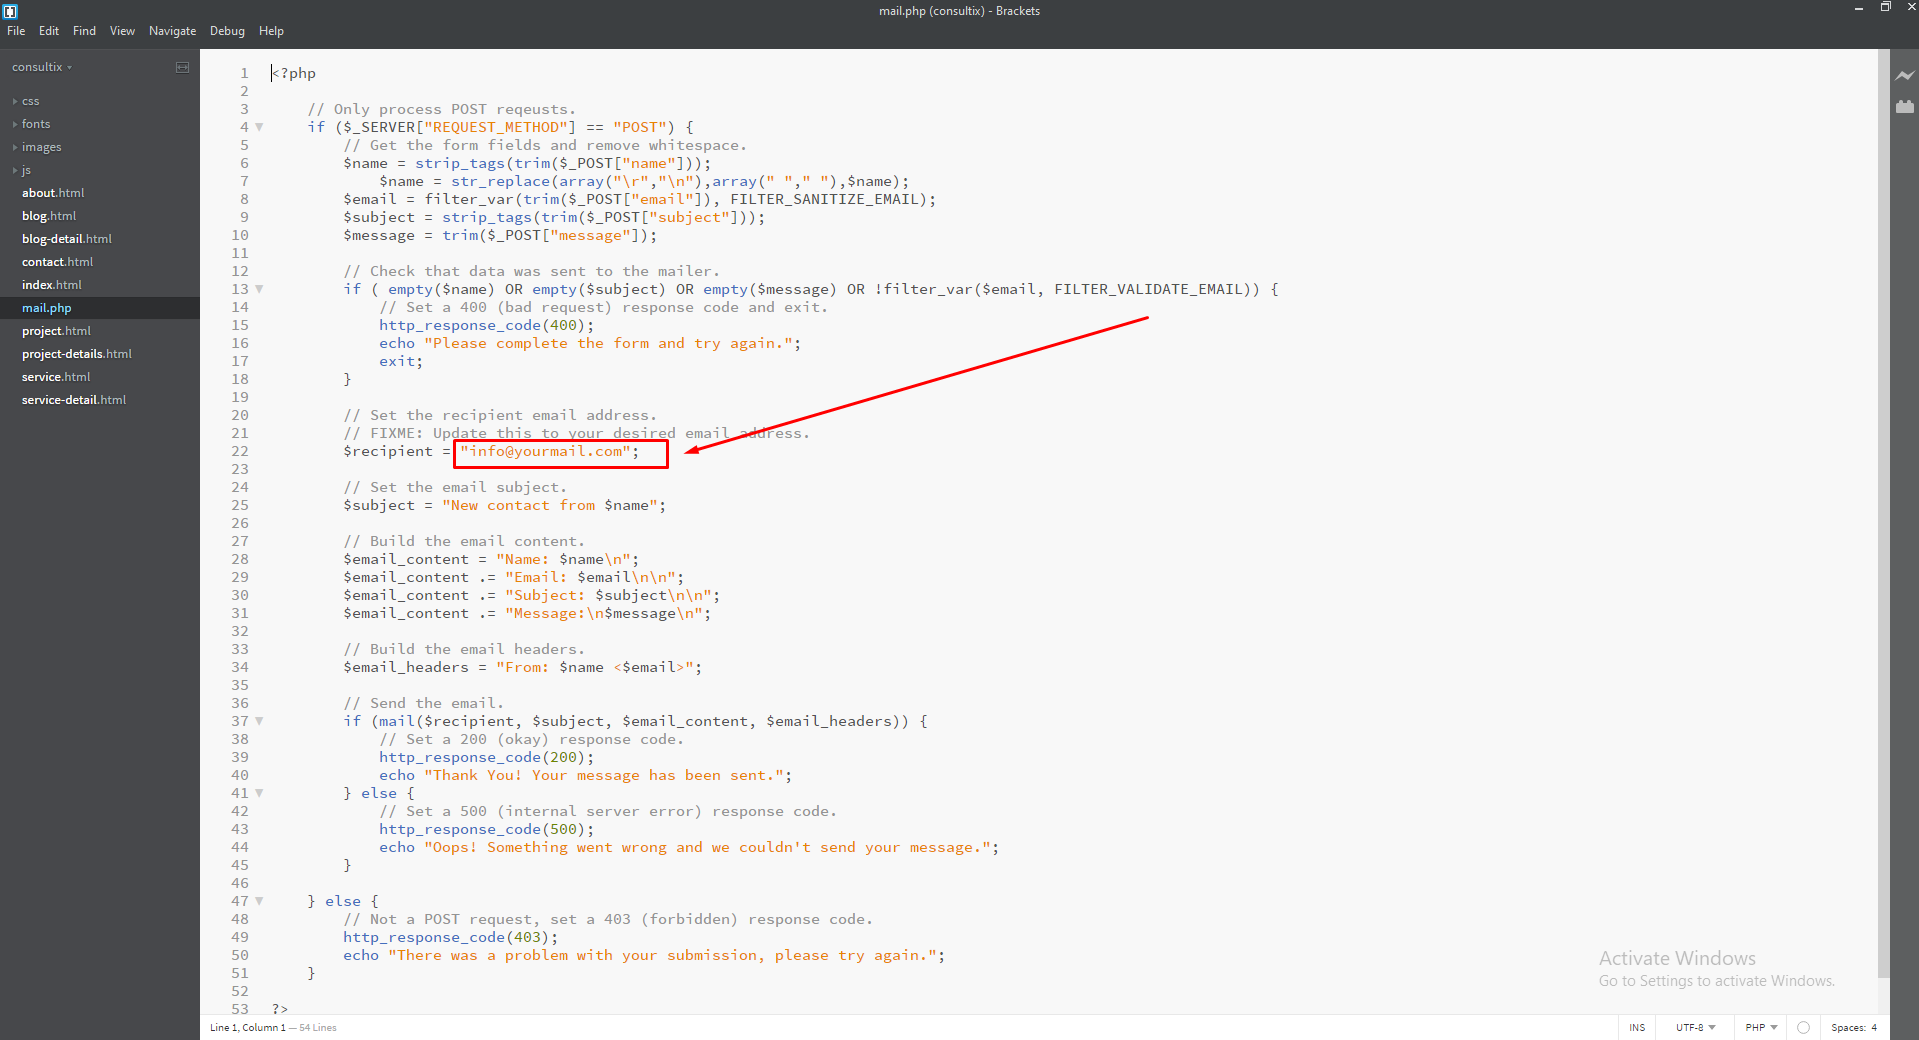 mail.php (consultix) - Brackets
File Edit Find View Navigate Debug Help
consultix
css
fonts
images
js
about.html
blog.html
blog-detail.html
contact.html
index.html
mail.php
project.html
project-details.html
service.html
service-detail.html
1 <?php
2
3     // Only process POST reqeusts.
4     if ($_SERVER["REQUEST_METHOD"] == "POST") {
5         // Get the form fields and remove whitespace.
6         $name = strip_tags(trim($_POST["name"]));
7             $name = str_replace(array("\r","\n"),array(" "," "),$name);
8         $email = filter_var(trim($_POST["email"]), FILTER_SANITIZE_EMAIL);
9         $subject = strip_tags(trim($_POST["subject"]));
10         $message = trim($_POST["message"]);
11
12         // Check that data was sent to the mailer.
13         if ( empty($name) OR empty($subject) OR empty($message) OR !filter_var($email, FILTER_VALIDATE_EMAIL)) {
14             // Set a 400 (bad request) response code and exit.
15             http_response_code(400);
16             echo "Please complete the form and try again.";
17             exit;
18         }
19
20         // Set the recipient email address.
21         // FIXME: Update this to your desired email address.
22         $recipient = "info@yourmail.com";
23
24         // Set the email subject.
25         $subject = "New contact from $name";
26
27         // Build the email content.
28         $email_content = "Name: $name\n";
29         $email_content .= "Email: $email\n\n";
30         $email_content .= "Subject: $subject\n\n";
31         $email_content .= "Message:\n$message\n";
32
33         // Build the email headers.
34         $email_headers = "From: $name <$email>";
35
36         // Send the email.
37         if (mail($recipient, $subject, $email_content, $email_headers)) {
38             // Set a 200 (okay) response code.
39             http_response_code(200);
40             echo "Thank You! Your message has been sent.";
41         } else {
42             // Set a 500 (internal server error) response code.
43             http_response_code(500);
44             echo "Oops! Something went wrong and we couldn't send your message.";
45         }
46
47     } else {
48         // Not a POST request, set a 403 (forbidden) response code.
49         http_response_code(403);
50         echo "There was a problem with your submission, please try again.";
51     }
52
53 ?>
Activate Windows
Go to Settings to activate Windows.
Line 1, Column 1 — 54 Lines
INS UTF-8 PHP Spaces: 4